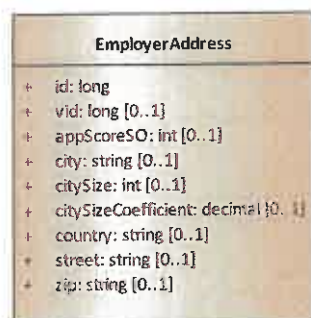 EmployerAddress
+ id: long
+ vid: long [0..1]
+ appScoreSO: int [0..1]
+ city: string [0..1]
+ citySize: int [0..1]
+ citySizeCoefficient: decimal [0..1]
+ country: string [0..1]
+ street: string [0..1]
+ zip: string [0..1]